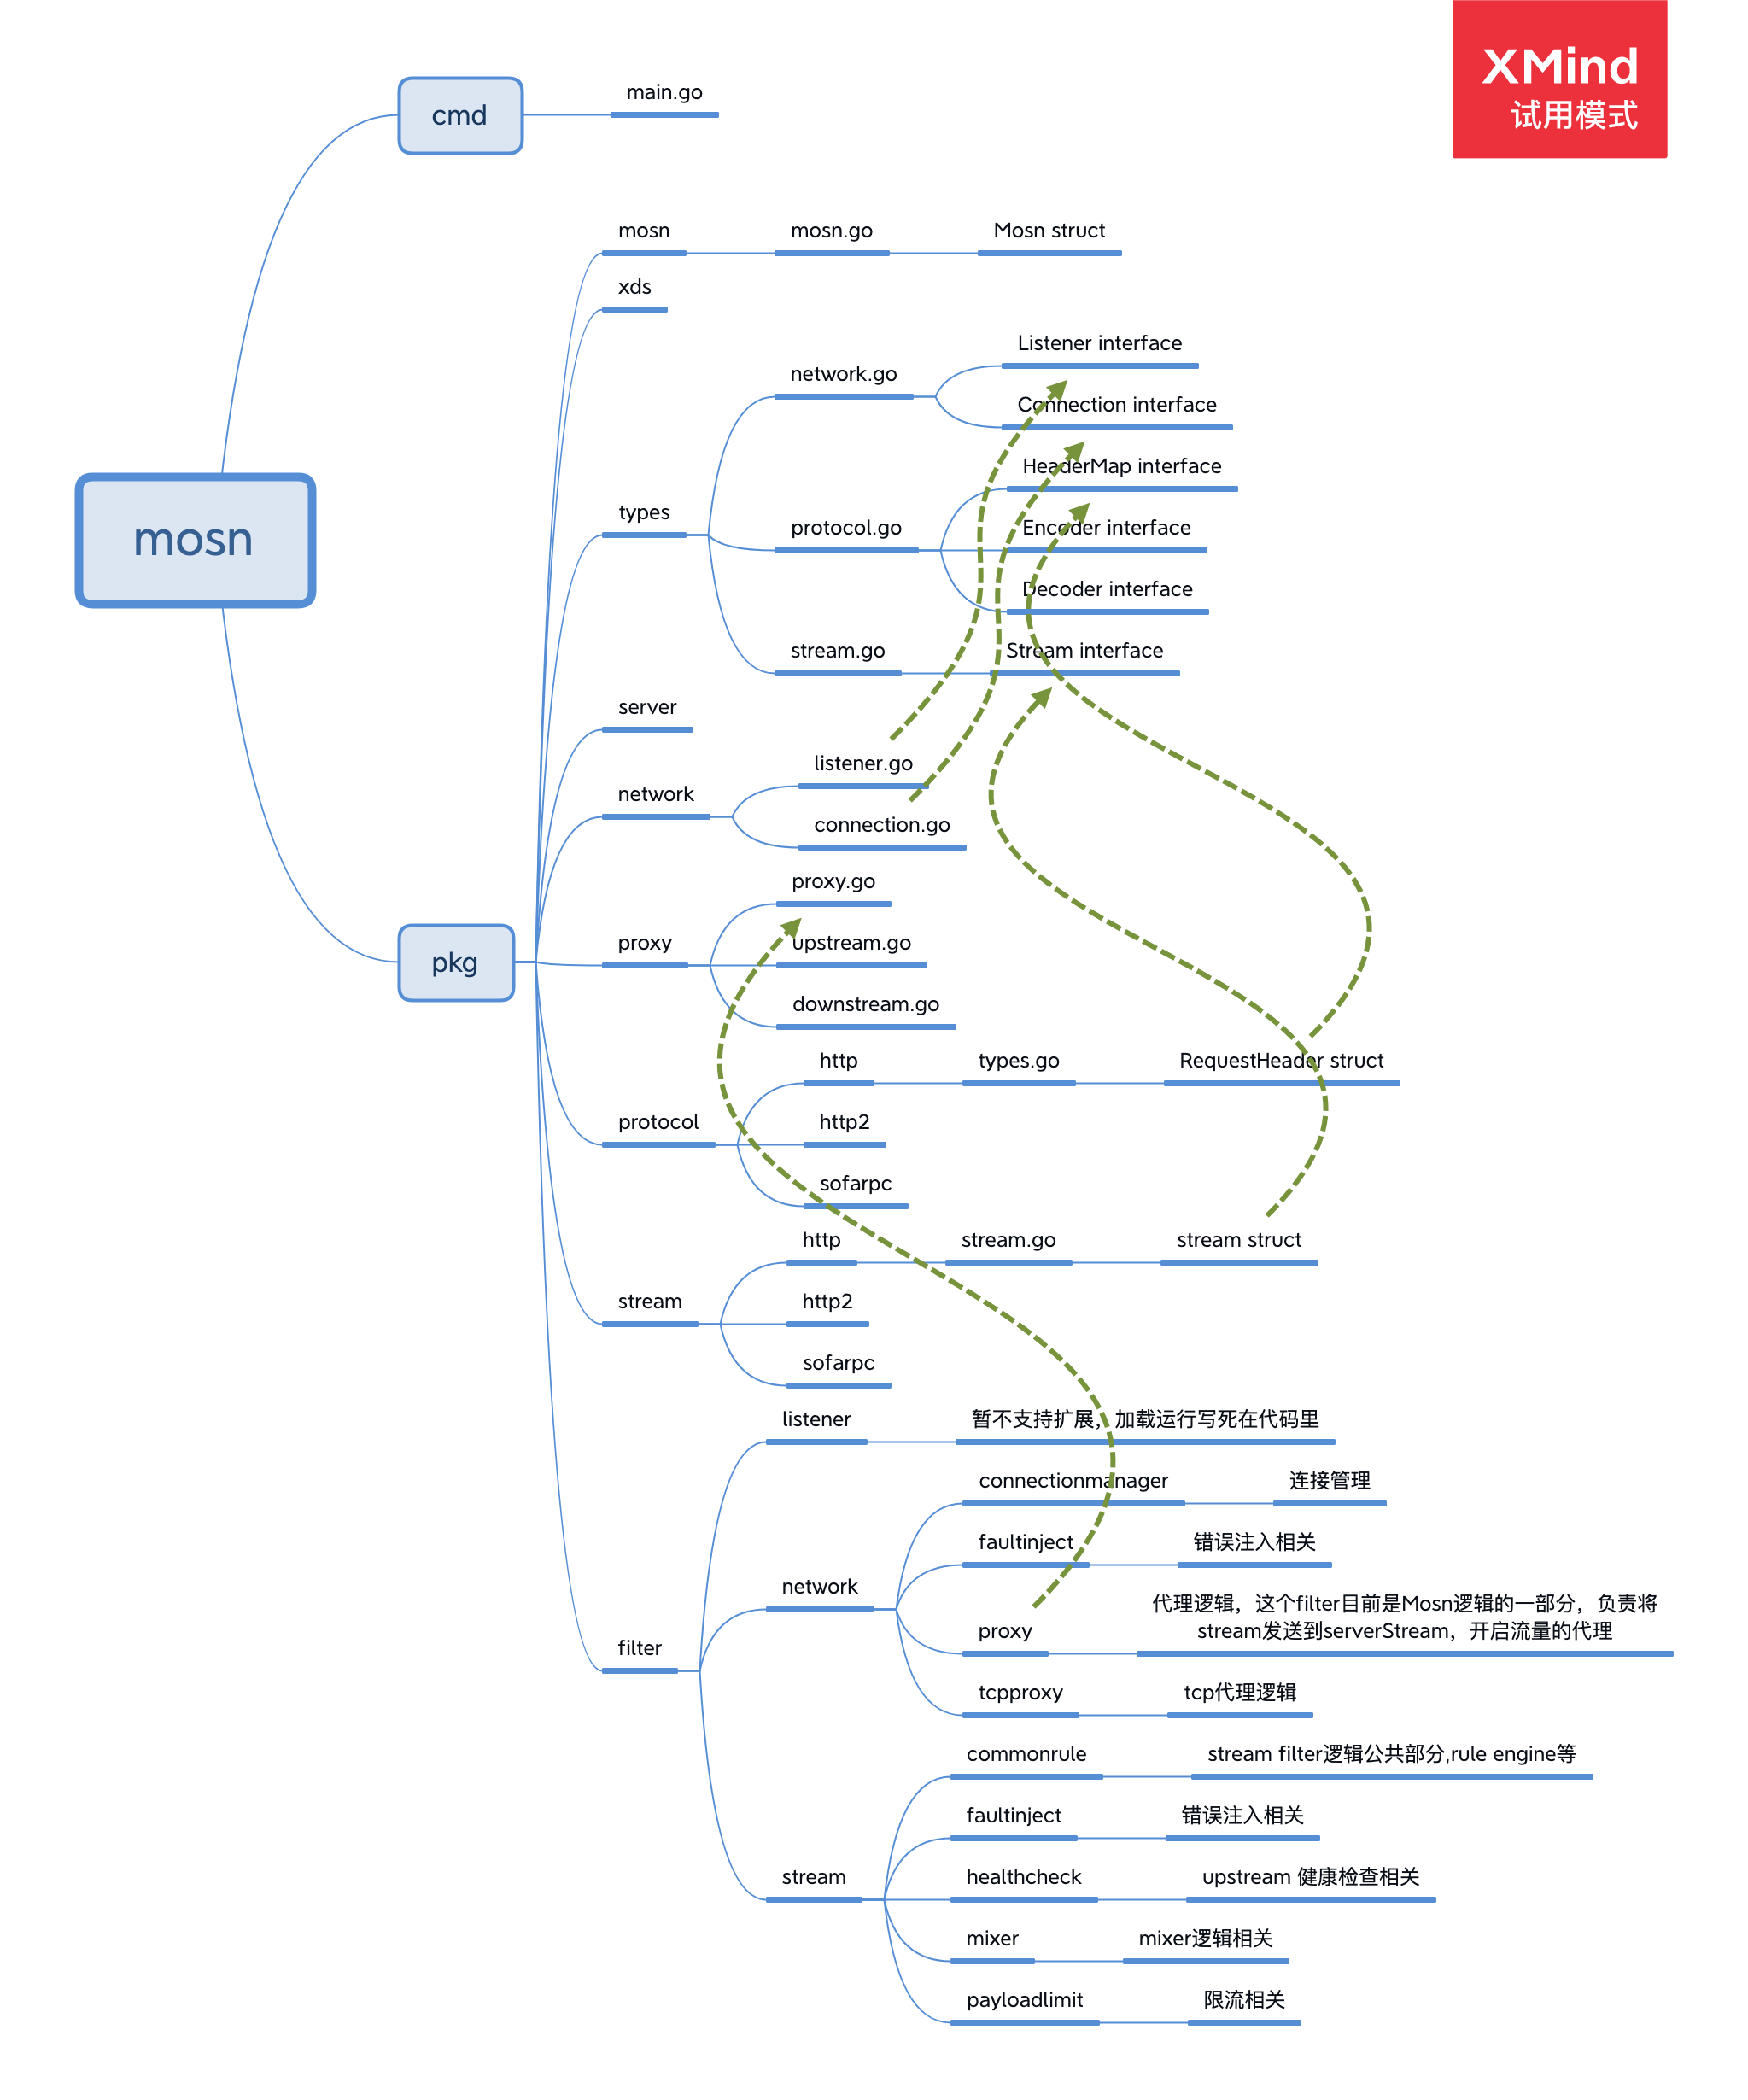 XMind
试用模式
cmd
main.go
mosn
mosn.go
Mosn struct
xds
Listener interface
network.go
Connection interface
HeaderMap interface
types
protocol.go
Encoder interface
mosn
Decoder interface
stream.go
Stream interface
server
listener.go
network
connection.go
proxy.go
pkg
proxy
upstream.go
downstream.go
http
types.go
RequestHeader struct
protocol
http2
sofarpc
http
stream.go
stream struct
stream
http2
sofarpc
listener
暂不支持扩展，加载运行写死在代码里
connectionmanager
连接管理
faultinject
错误注入相关
network
代理逻辑，这个filter目前是Mosn逻辑的一部分，负责将
stream发送到serverStream，开启流量的代理
proxy
filter
tcpproxy
tcp代理逻辑
commonrule
stream filter逻辑公共部分,rule engine等
faultinject
错误注入相关
stream
healthcheck
upstream 健康检查相关
mixer
mixer逻辑相关
payloadlimit
限流相关